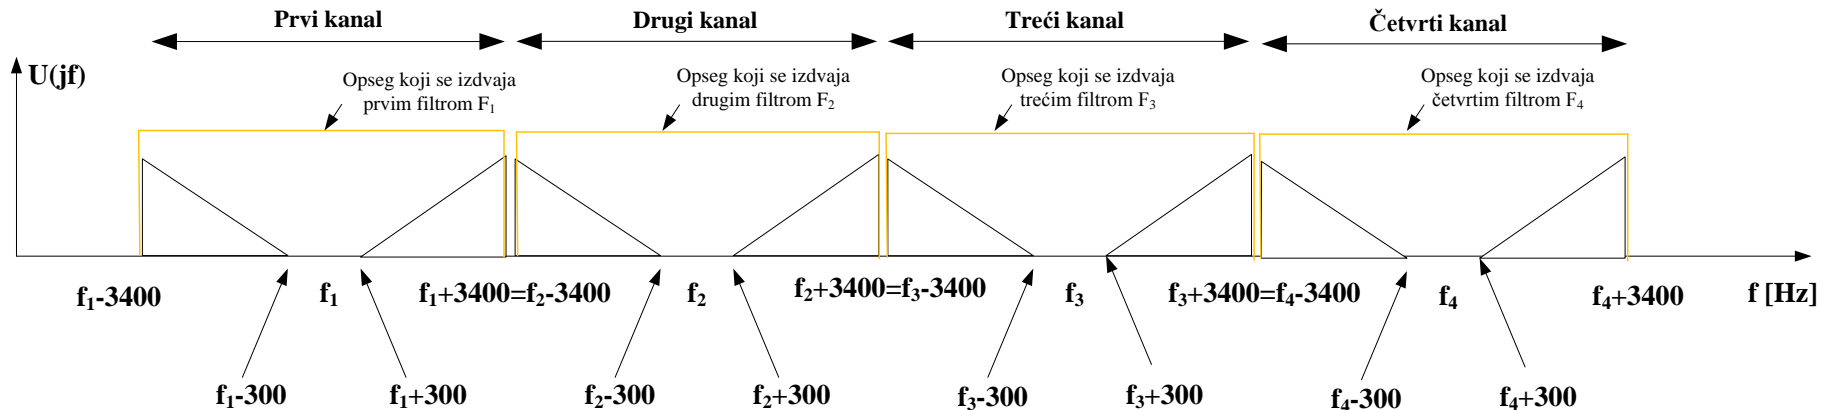 Prvi kanal Drugi kanal Treći kanal Četvrti kanal
U(jf)
Opseg koji se izdvaja
prvim filtrom F₁
Opseg koji se izdvaja
drugim filtrom F₂
Opseg koji se izdvaja
trećim filtrom F₃
Opseg koji se izdvaja
četvrtim filtrom F₄
f₁-3400 f₁ f₁+3400=f₂-3400 f₂ f₂+3400=f₃-3400 f₃ f₃+3400=f₄-3400 f₄ f₄+3400 f [Hz]
f₁-300 f₁+300 f₂-300 f₂+300 f₃-300 f₃+300 f₄-300 f₄+300